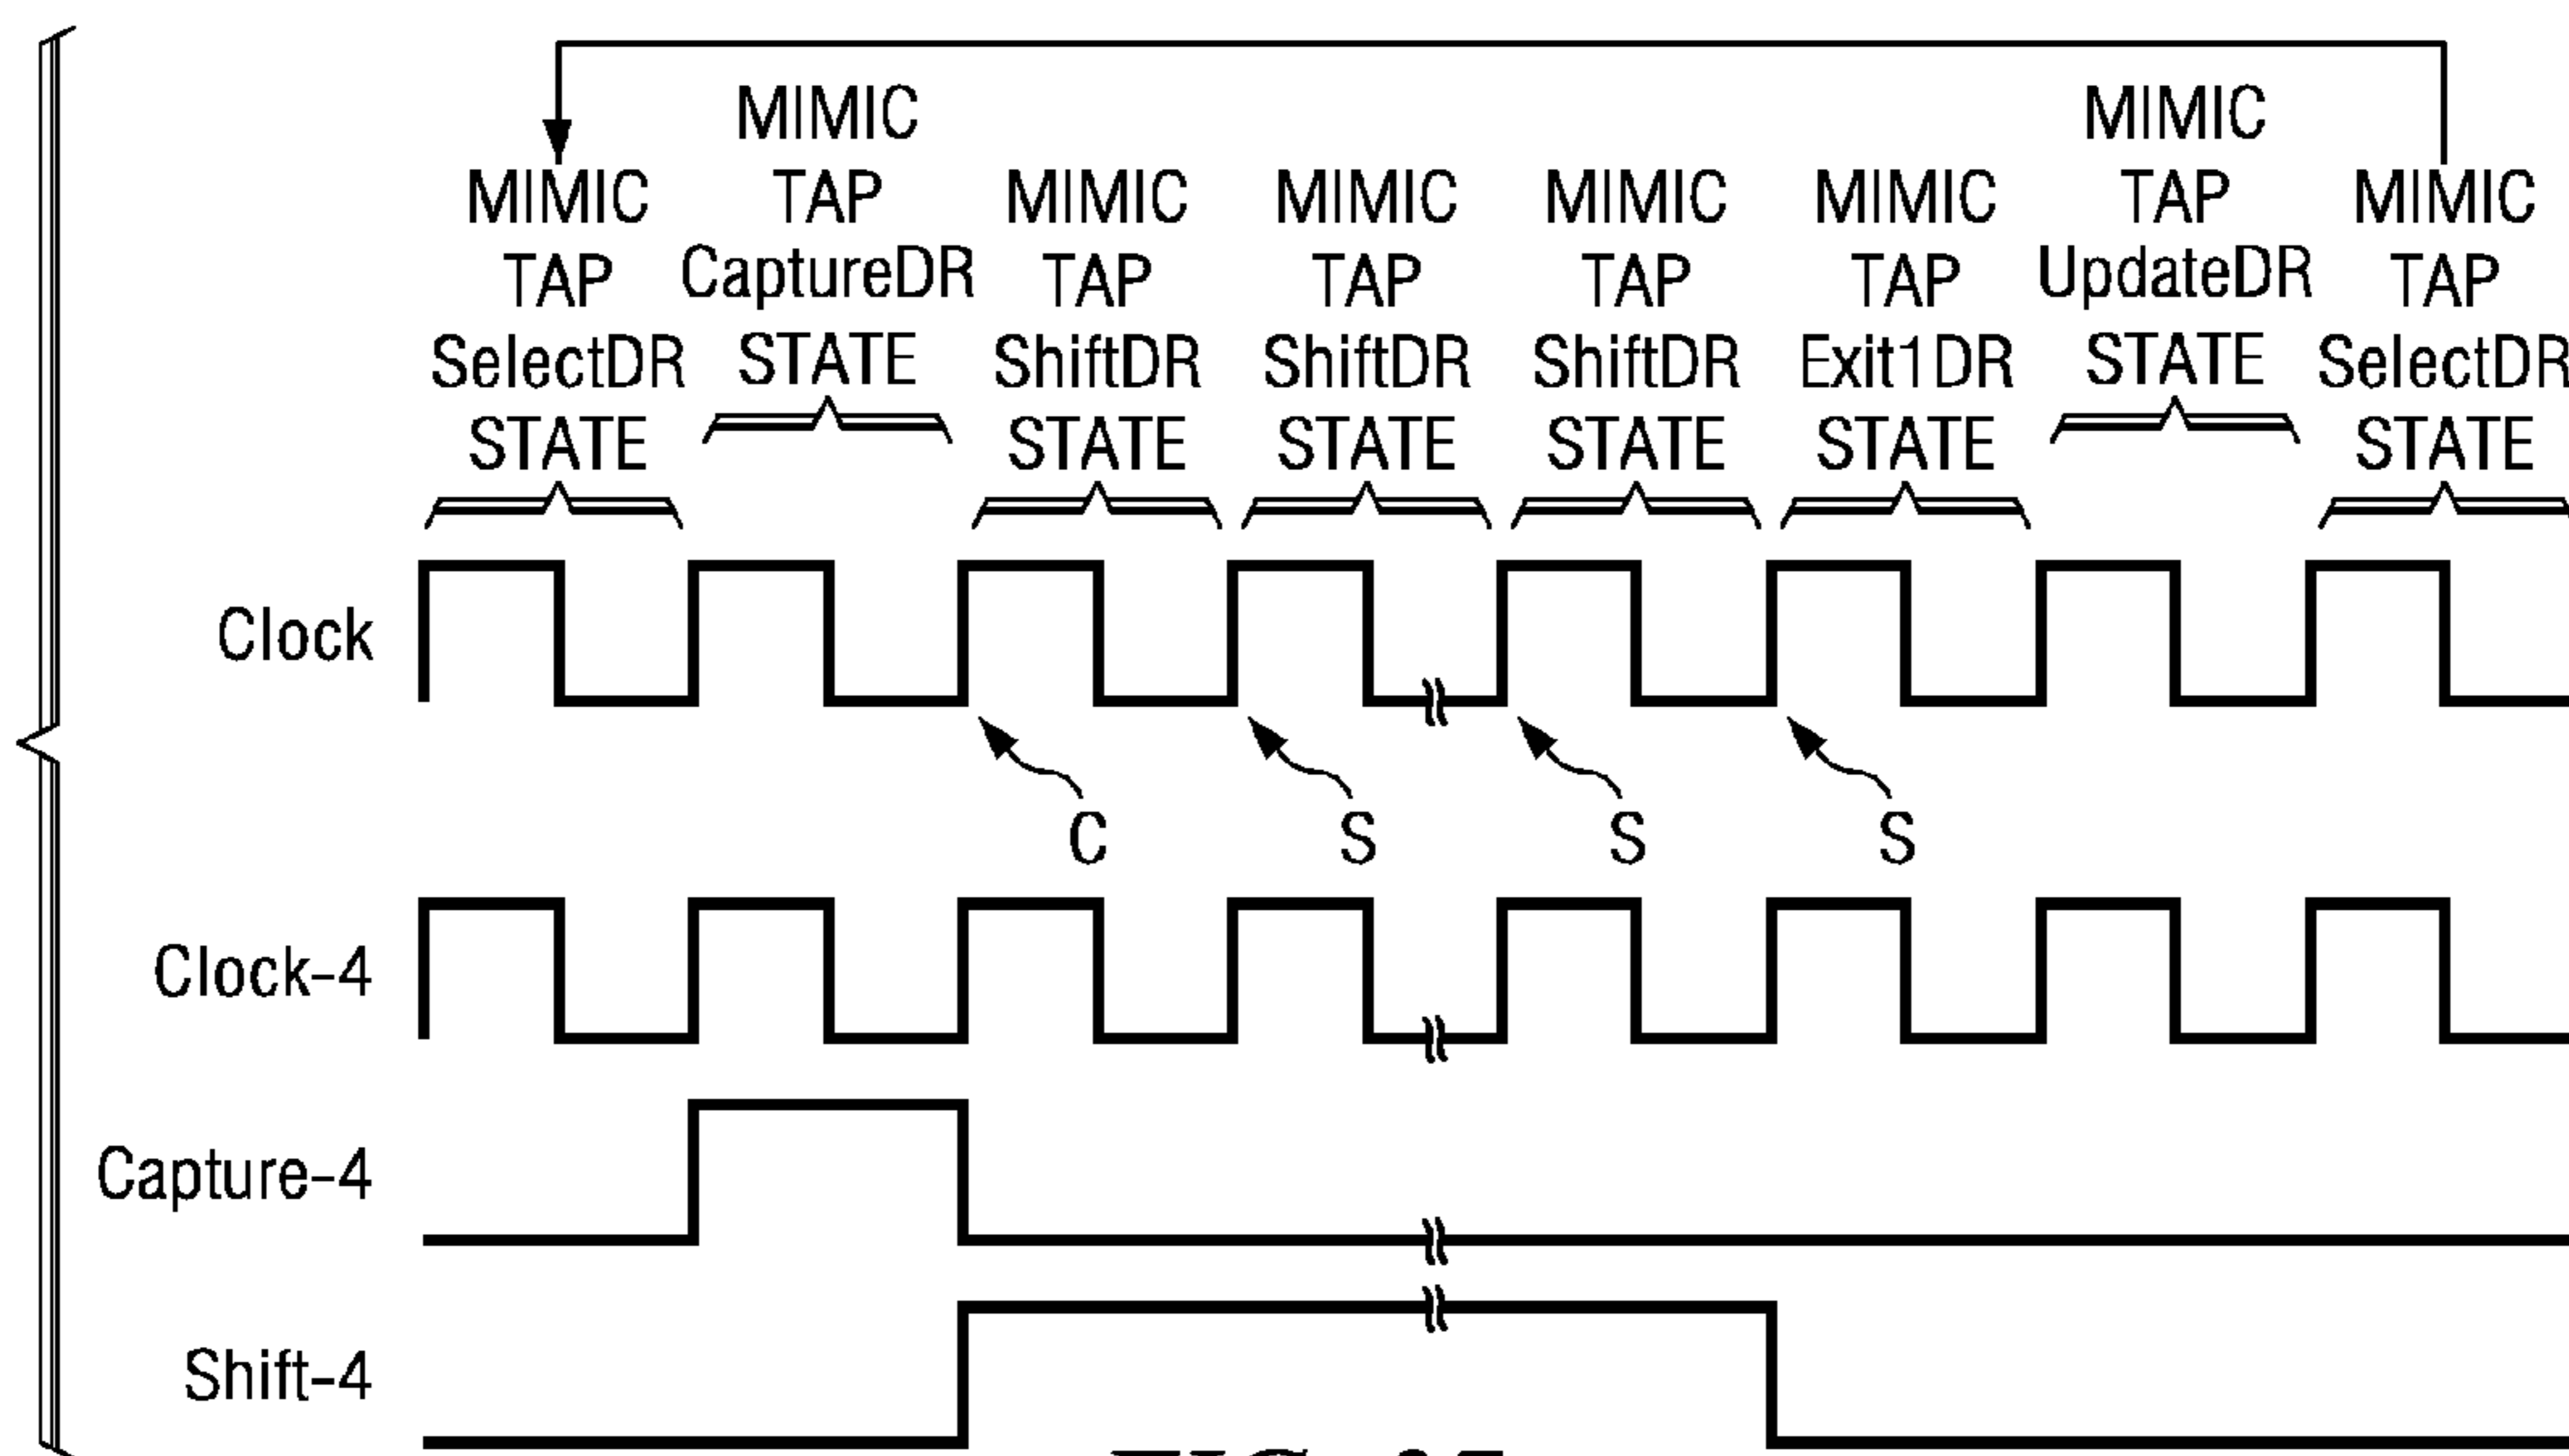 MIMIC
TAP
SelectDR
STATE
MIMIC
TAP
CaptureDR
STATE
MIMIC
TAP
ShiftDR
STATE
MIMIC
TAP
ShiftDR
STATE
MIMIC
TAP
ShiftDR
STATE
MIMIC
TAP
Exit1DR
STATE
MIMIC
TAP
UpdateDR
STATE
MIMIC
TAP
SelectDR
STATE
Clock
C
S
S
S
Clock-4
Capture-4
Shift-4